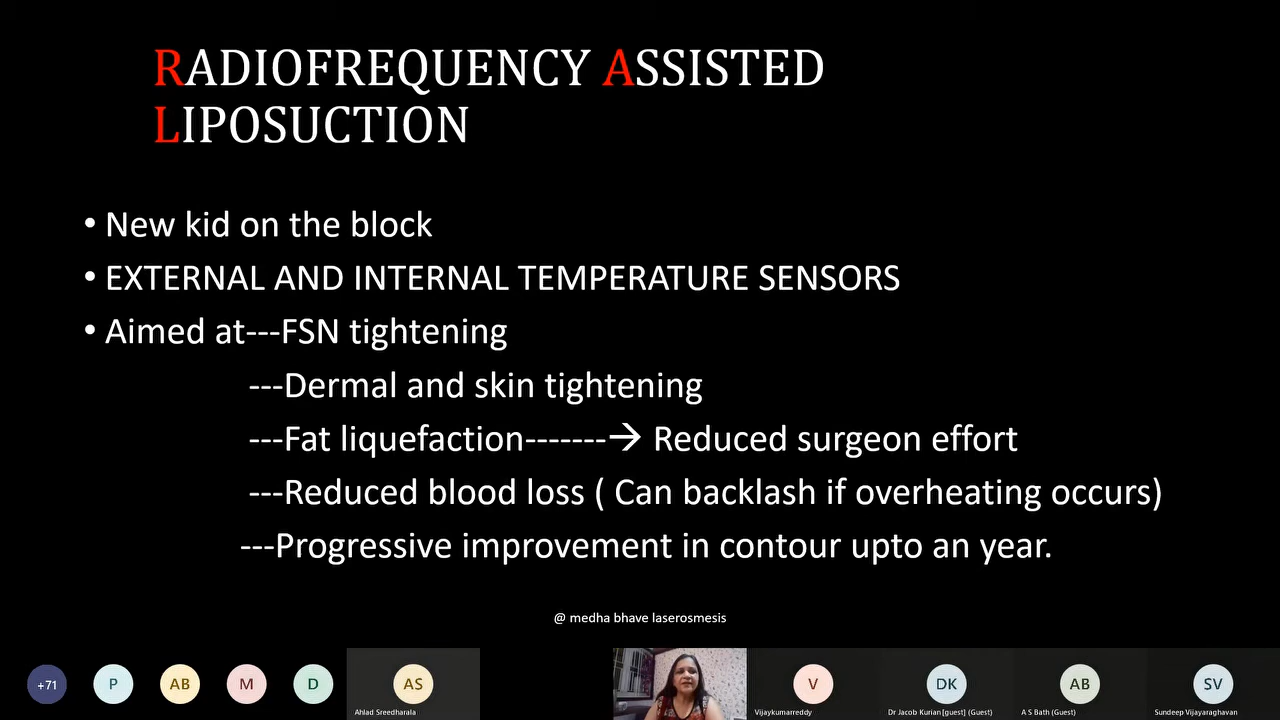 RADIOFREQUENCY ASSISTED
LIPOSUCTION
• New kid on the block
• EXTERNAL AND INTERNAL TEMPERATURE SENSORS
• Aimed at---FSN tightening
---Dermal and skin tightening
---Fat liquefaction-------→ Reduced surgeon effort
---Reduced blood loss ( Can backlash if overheating occurs)
---Progressive improvement in contour upto an year.
@ medha bhave laserosmesis
+71 P AB M D AS V DK AB SV
Ahlad Sreedharala Vijaykumarreddy Dr Jacob Kurian[guest] (Guest) A S Bath (Guest) Sundeep Vijayaraghavan